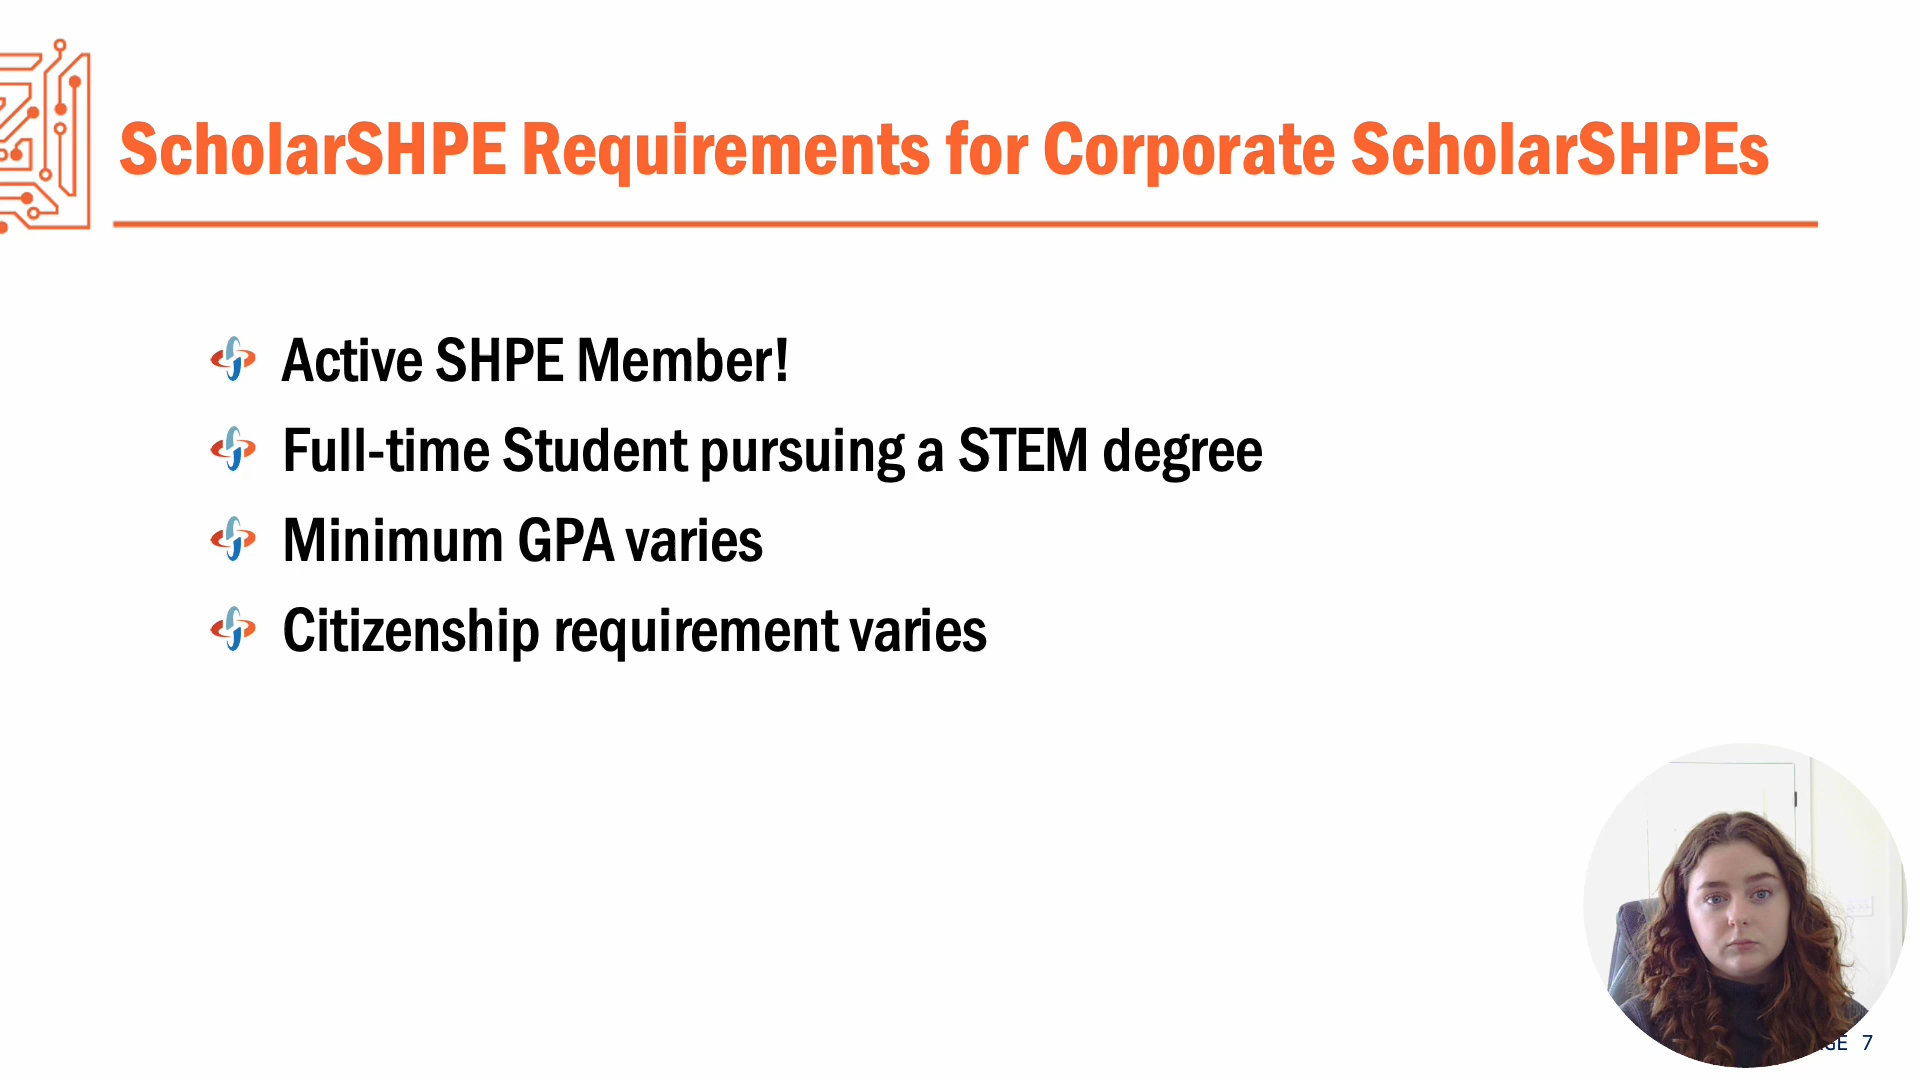 ScholarSHPE Requirements for Corporate ScholarSHPEs
Active SHPE Member!
Full-time Student pursuing a STEM degree
Minimum GPA varies
Citizenship requirement varies
7